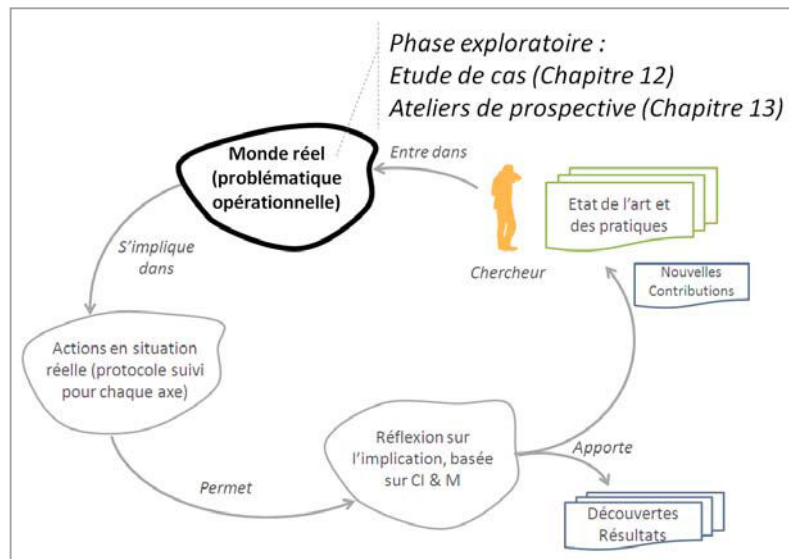 Phase exploratoire :
Etude de cas (Chapitre 12)
Ateliers de prospective (Chapitre 13)
Monde réel
(problématique
opérationnelle)
Entre dans
Etat de l'art et
des pratiques
Chercheur
Nouvelles
Contributions
S'implique
dans
Actions en situation
réelle (protocole suivi
pour chaque axe)
Réflexion sur
l'implication, basée
sur CI & M
Apporte
Permet
Découvertes
Résultats